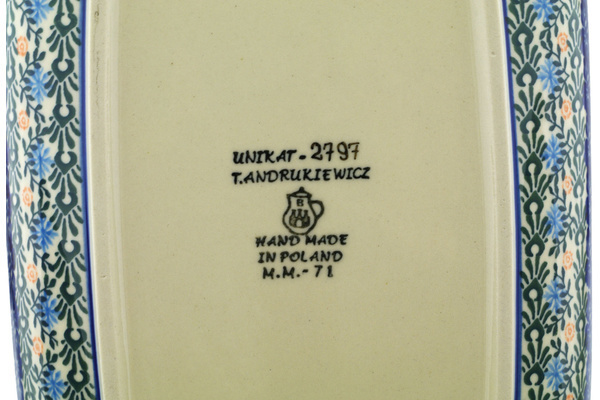 UNIKAT - 2797
T. ANDRUKIEWICZ
B
HAND MADE
IN POLAND
M.M. - 71